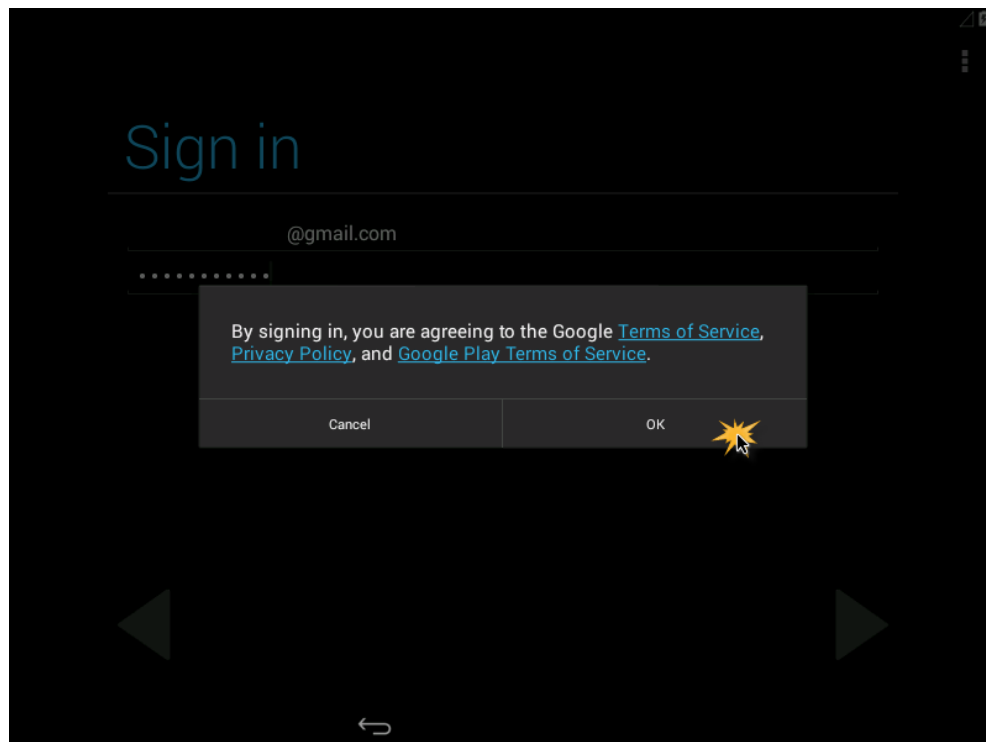 Sign in
@gmail.com
By signing in, you are agreeing to the Google Terms of Service,
Privacy Policy, and Google Play Terms of Service.
Cancel
OK